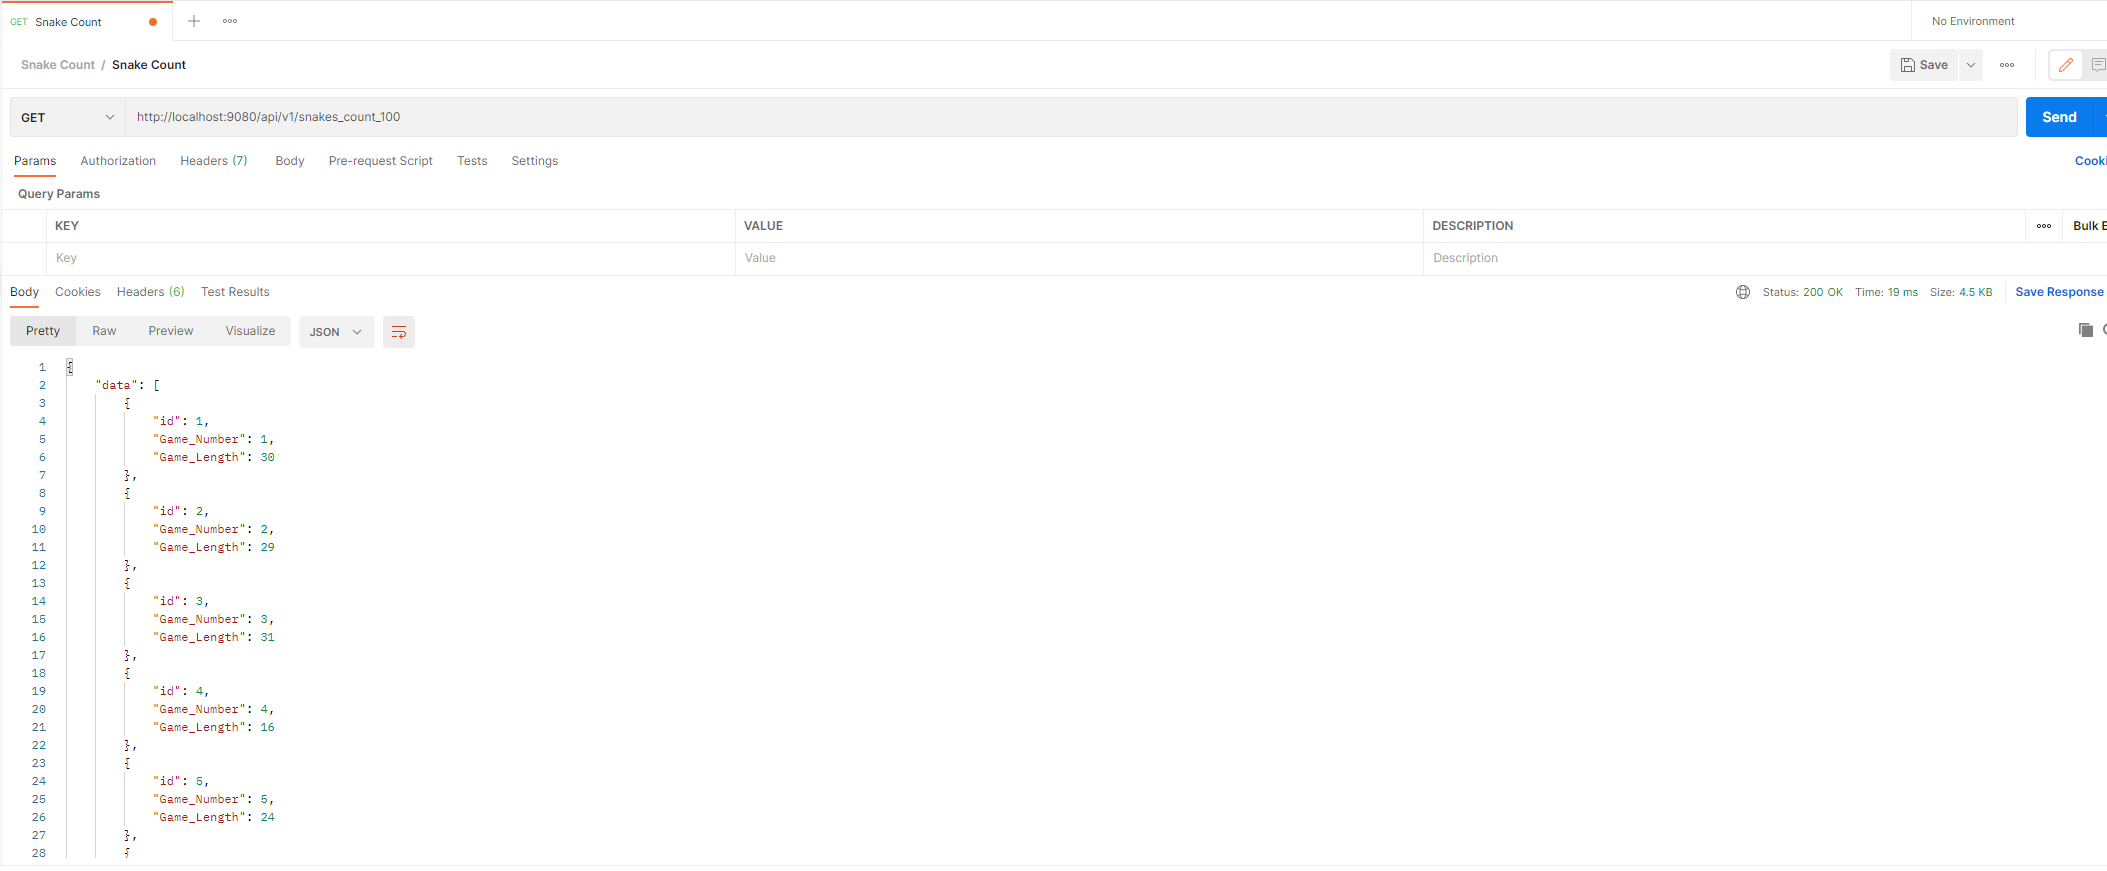 GET Snake Count
No Environment
Snake Count / Snake Count
Save
GET http://localhost:9080/api/v1/snakes_count_100 Send
Params Authorization Headers (7) Body Pre-request Script Tests Settings Cooki
Query Params
KEY VALUE DESCRIPTION Bulk E
Key Value Description
Body Cookies Headers (6) Test Results Status: 200 OK Time: 19 ms Size: 4.5 KB Save Response
Pretty Raw Preview Visualize JSON
1 {
2 "data": [
3 {
4 "id": 1,
5 "Game_Number": 1,
6 "Game_Length": 30
7 },
8 {
9 "id": 2,
10 "Game_Number": 2,
11 "Game_Length": 29
12 },
13 {
14 "id": 3,
15 "Game_Number": 3,
16 "Game_Length": 31
17 },
18 {
19 "id": 4,
20 "Game_Number": 4,
21 "Game_Length": 16
22 },
23 {
24 "id": 5,
25 "Game_Number": 5,
26 "Game_Length": 24
27 },
28 {